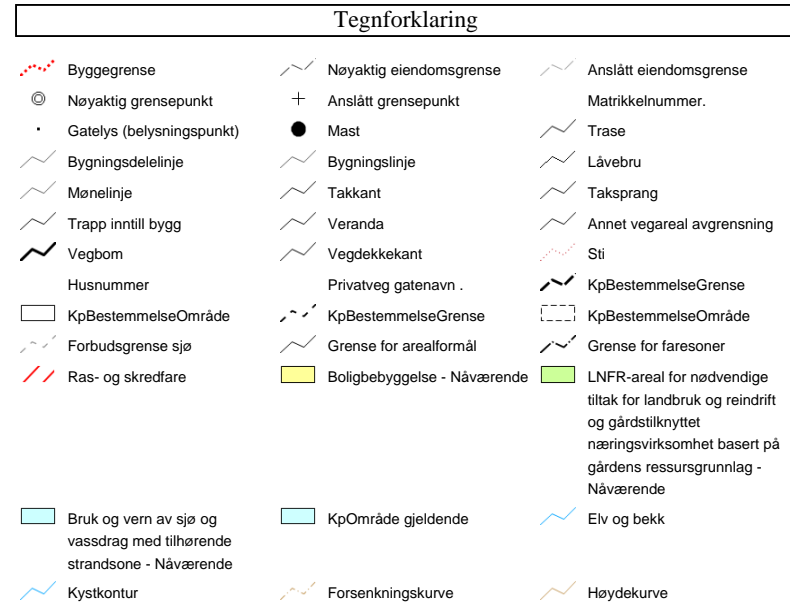 Tegnforklaring
Byggegrense
Nøyaktig eiendomsgrense
Anslått eiendomsgrense
Nøyaktig grensepunkt
Anslått grensepunkt
Matrikkelnummer.
Gatelys (belysningspunkt)
Mast
Trase
Bygningsdelelinje
Bygningslinje
Låvebru
Mønelinje
Takkant
Taksprang
Trapp inntill bygg
Veranda
Annet vegareal avgrensning
Vegbom
Vegdekkekant
Sti
Husnummer
Privatveg gatenavn .
KpBestemmelseGrense
KpBestemmelseOmråde
KpBestemmelseGrense
KpBestemmelseOmråde
Forbudsgrense sjø
Grense for arealformål
Grense for faresoner
Ras- og skredfare
Boligbebyggelse - Nåværende
LNFR-areal for nødvendige
tiltak for landbruk og reindrift
og gårdstilknyttet
næringsvirksomhet basert på
gårdens ressursgrunnlag -
Nåværende
Bruk og vern av sjø og
vassdrag med tilhørende
strandsone - Nåværende
KpOmråde gjeldende
Elv og bekk
Kystkontur
Forsenkningskurve
Høydekurve